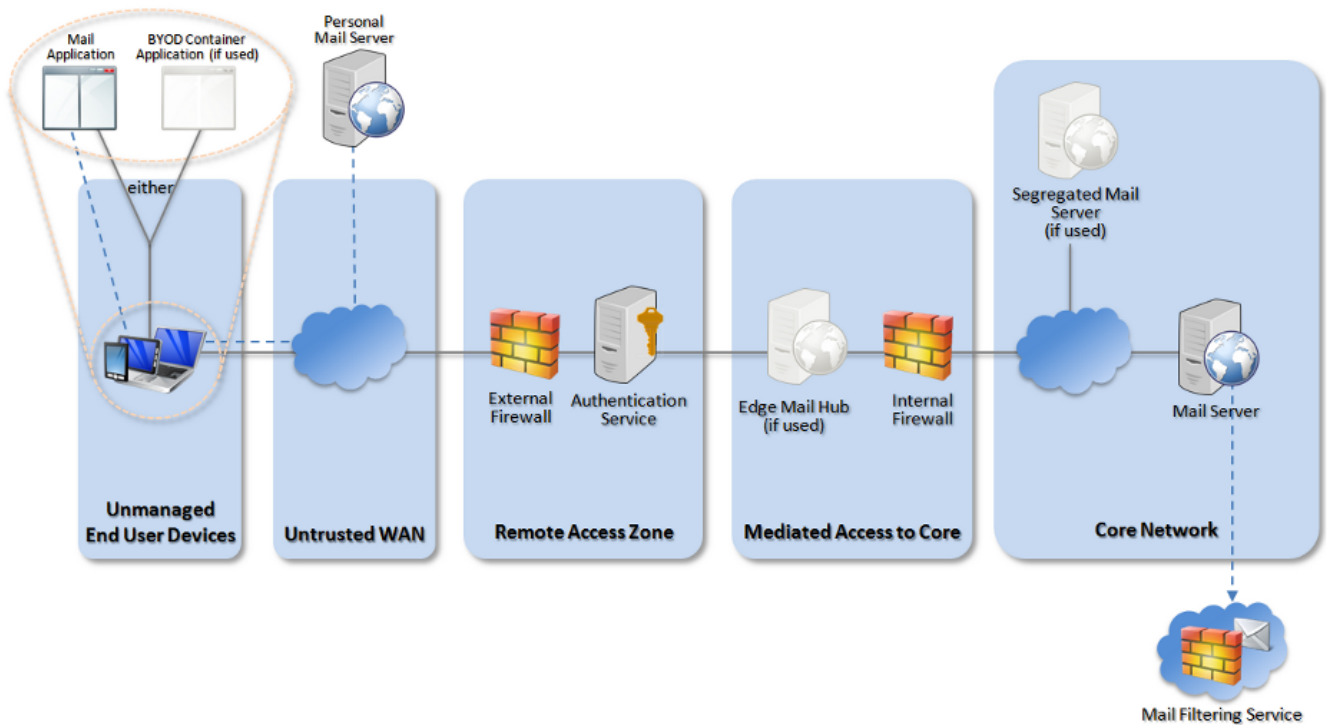 Mail
Application
BYOD Container
Application (if used)
Personal
Mail Server
either
Segregated Mail
Server
(if used)
External
Firewall
Authentication
Service
Edge Mail Hub
(if used)
Internal
Firewall
Mail Server
Unmanaged
End User Devices
Untrusted WAN
Remote Access Zone
Mediated Access to Core
Core Network
Mail Filtering Service